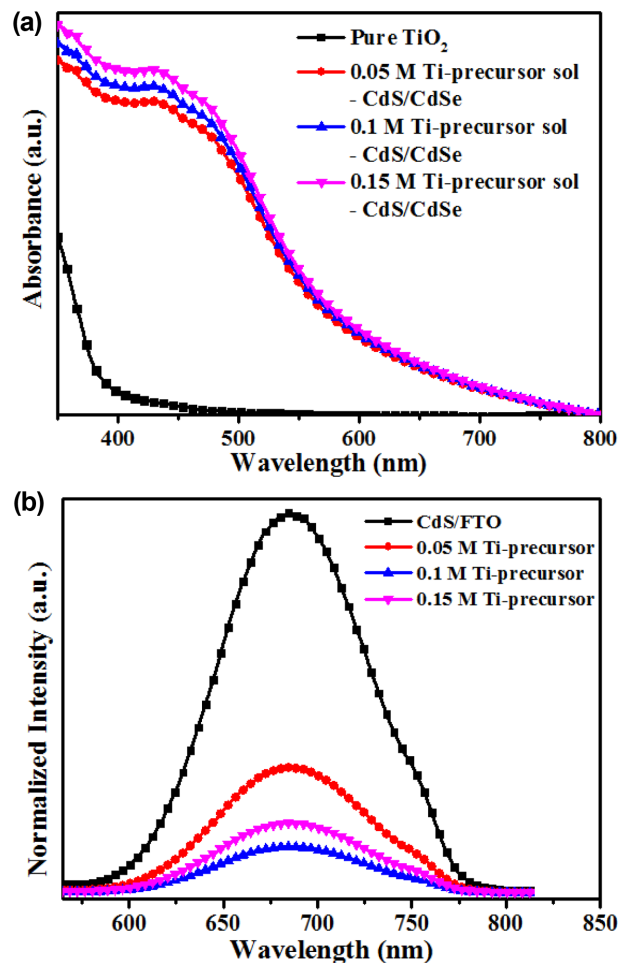 (a)
Pure TiO₂
0.05 M Ti-precursor sol
- CdS/CdSe
0.1 M Ti-precursor sol
- CdS/CdSe
0.15 M Ti-precursor sol
- CdS/CdSe
Absorbance (a.u.)
400 500 600 700 800
Wavelength (nm)
(b)
CdS/FTO
0.05 M Ti-precursor
0.1 M Ti-precursor
0.15 M Ti-precursor
Normalized Intensity (a.u.)
600 650 700 750 800 850
Wavelength (nm)